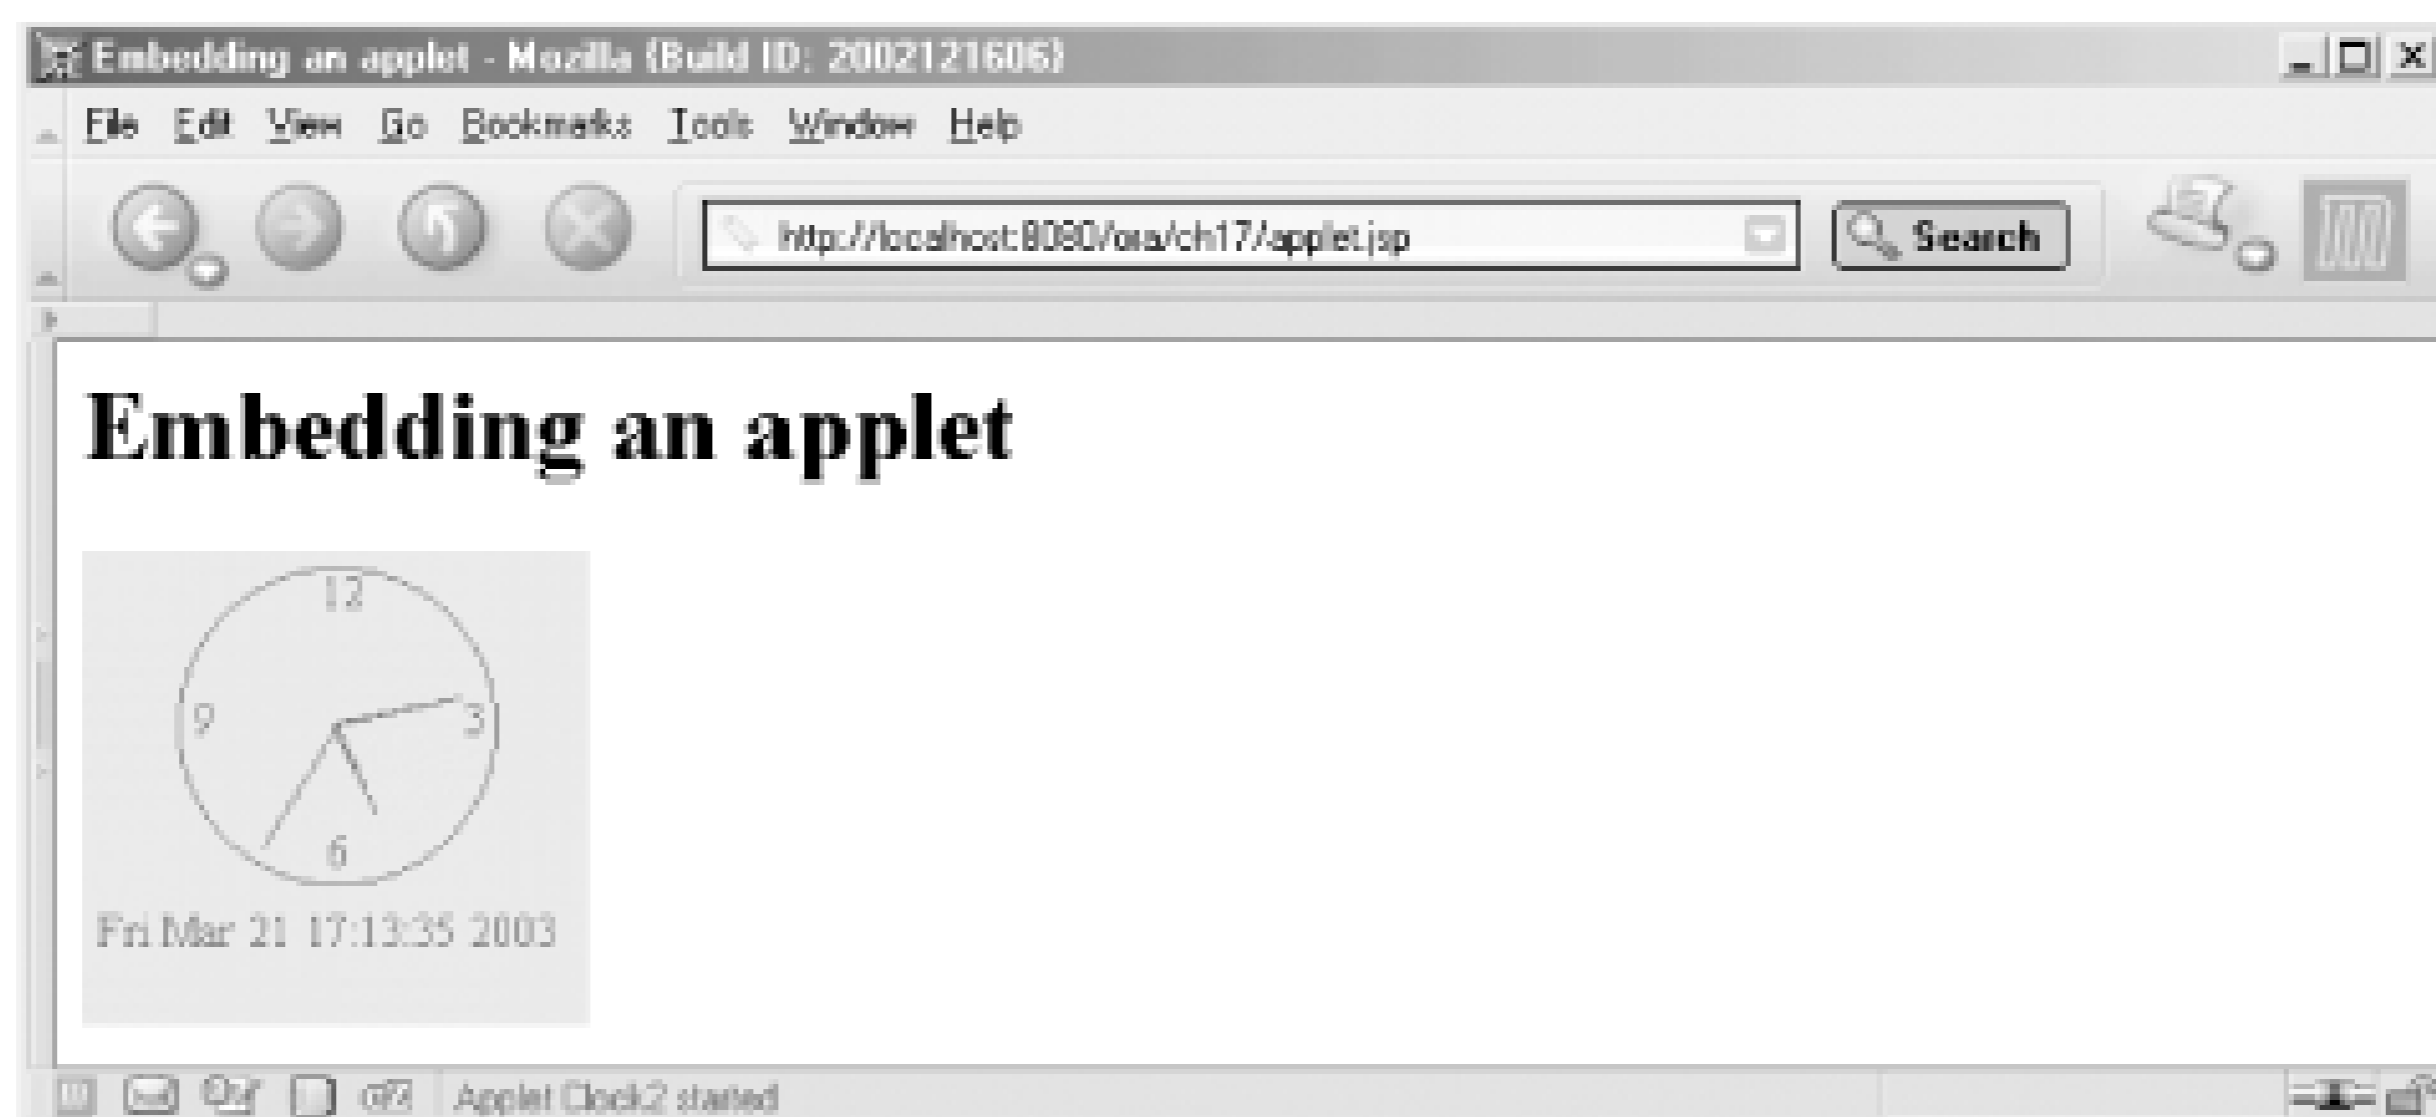 Embedding an applet - Mozilla {Build ID: 2002121606}
File Edit View Go Bookmarks Tools Window Help
http://localhost:8080/ora/ch17/applet.jsp Search
Embedding an applet
12
9 3
6
Fri Mar 21 17:13:35 2003
Applet Clock2 started